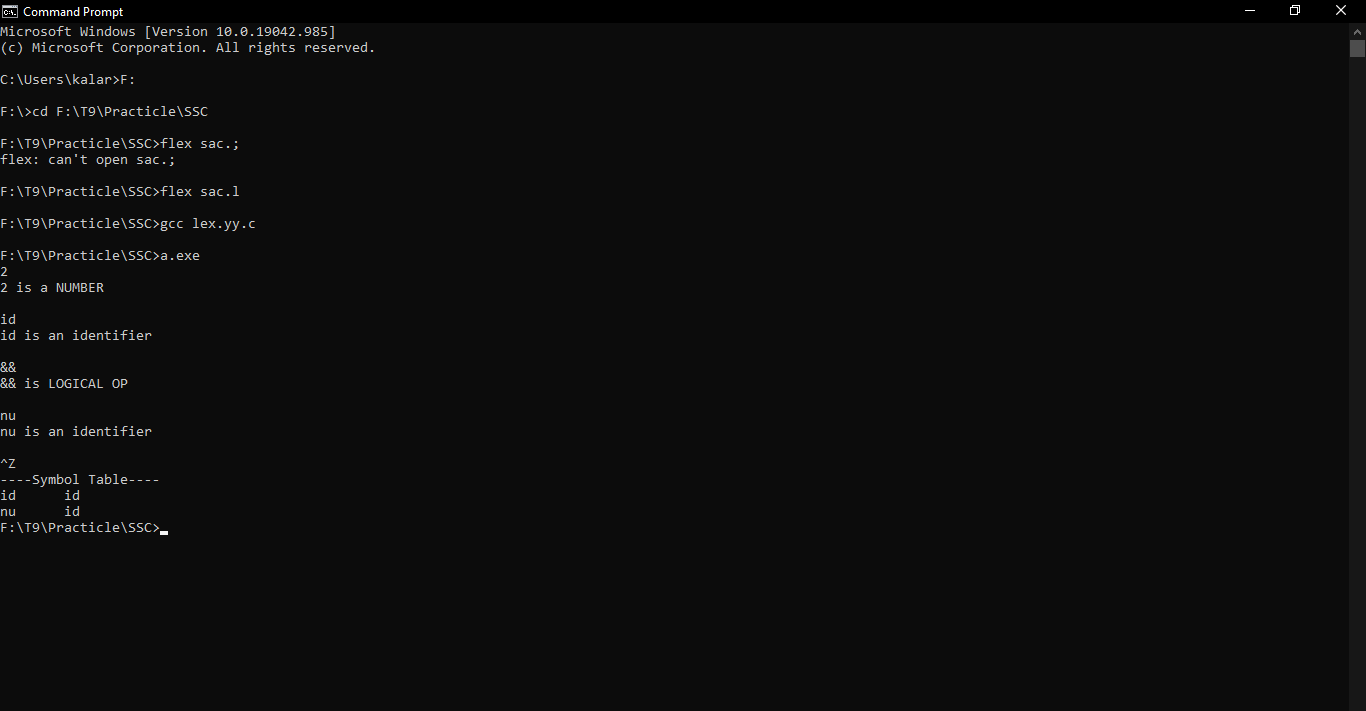 Command Prompt
Microsoft Windows [Version 10.0.19042.985]
(c) Microsoft Corporation. All rights reserved.
C:\Users\kalar>F:
F:\>cd F:\T9\Practicle\SSC
F:\T9\Practicle\SSC>flex sac.;
flex: can't open sac.;
F:\T9\Practicle\SSC>flex sac.l
F:\T9\Practicle\SSC>gcc lex.yy.c
F:\T9\Practicle\SSC>a.exe
2
2 is a NUMBER
id
id is an identifier
&&
&& is LOGICAL OP
nu
nu is an identifier
^Z
----Symbol Table----
id      id
nu      id
F:\T9\Practicle\SSC>